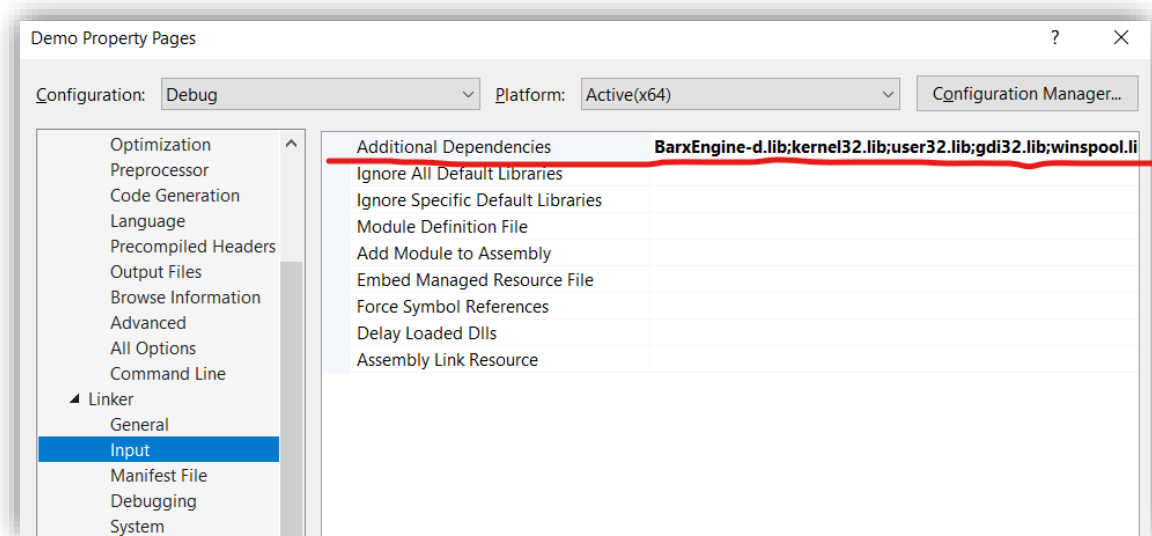 Demo Property Pages ? ×
Configuration: Debug Platform: Active(x64) Configuration Manager...
Optimization
Preprocessor
Code Generation
Language
Precompiled Headers
Output Files
Browse Information
Advanced
All Options
Command Line
Linker
General
Input
Manifest File
Debugging
System
Additional Dependencies BarxEngine-d.lib;kernel32.lib;user32.lib;gdi32.lib;winspool.li
Ignore All Default Libraries
Ignore Specific Default Libraries
Module Definition File
Add Module to Assembly
Embed Managed Resource File
Force Symbol References
Delay Loaded Dlls
Assembly Link Resource